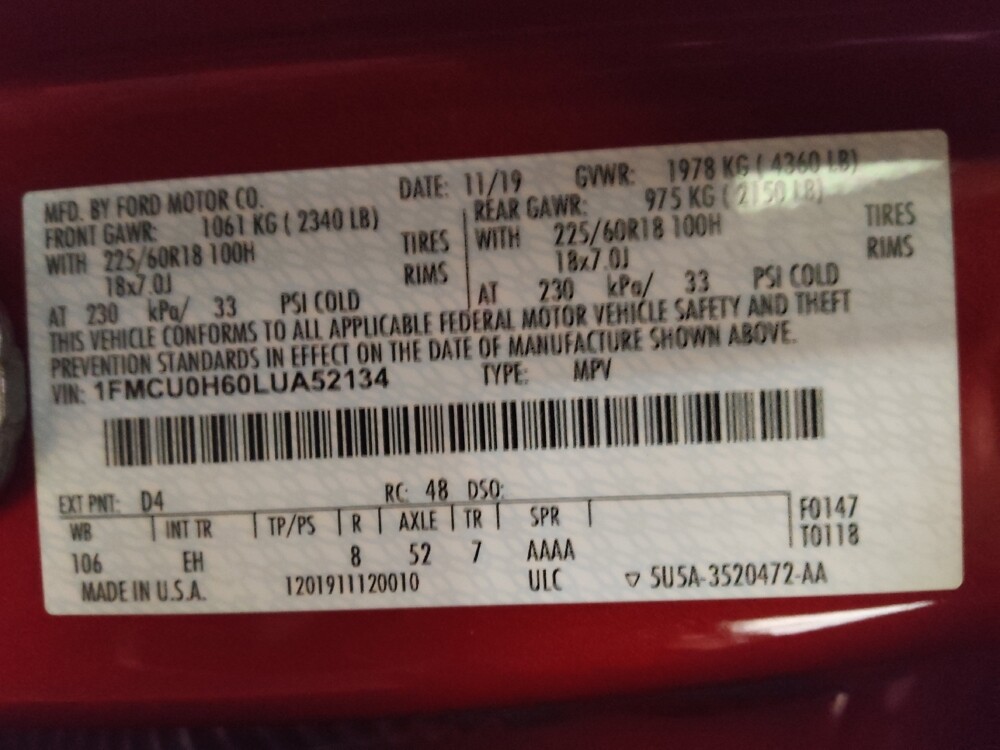 MFD. BY FORD MOTOR CO. DATE: 11/19 GVWR: 1978 KG ( 4360 LB)
FRONT GAWR: 1061 KG ( 2340 LB) REAR GAWR: 975 KG ( 2150 LB)
WITH 225/60R18 100H TIRES WITH 225/60R18 100H TIRES
18x7.0J RIMS 18x7.0J RIMS
AT 230 kPa/ 33 PSI COLD AT 230 kPa/ 33 PSI COLD
THIS VEHICLE CONFORMS TO ALL APPLICABLE FEDERAL MOTOR VEHICLE SAFETY AND THEFT
PREVENTION STANDARDS IN EFFECT ON THE DATE OF MANUFACTURE SHOWN ABOVE.
VIN: 1FMCU0H60LUA52134 TYPE: MPV
EXT PNT: D4 RC: 48 DSO:
WB INT TR TP/PS R AXLE TR SPR F0147
106 EH 8 52 7 AAAA T0118
MADE IN U.S.A. 1201911120010 ULC ▽ 5U5A-3520472-AA